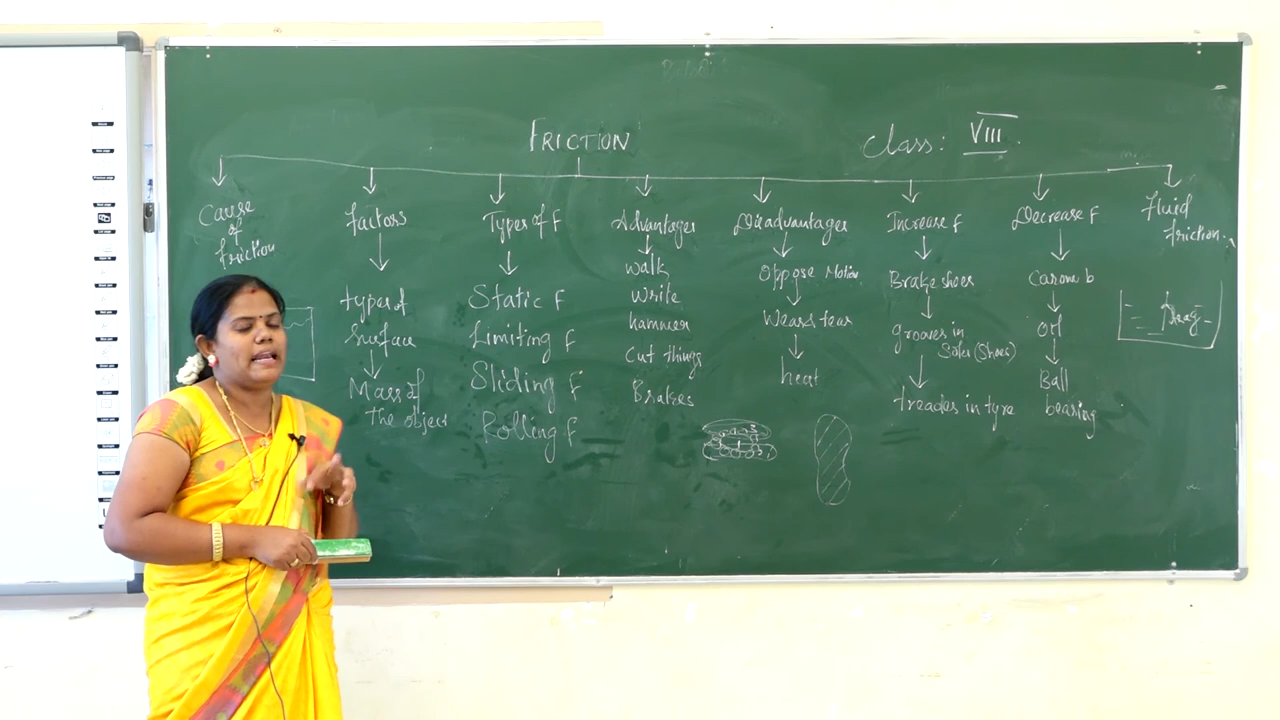 FRICTION
Class: VIII
Cause
of
friction
factors
types of
Surface
Mass of
the object
Types of F
Static F
Limiting F
Sliding F
Rolling F
Advantages
walk
write
hammer
Cut things
Brakes
Disadvantages
Oppose Motion
Wear & tear
heat
Increase F
Brake shoes
grooves in
Soles (Shoes)
treades in tyre
Decrease F
Carrom b
Oil
Ball
bearing
Fluid
friction
Drag